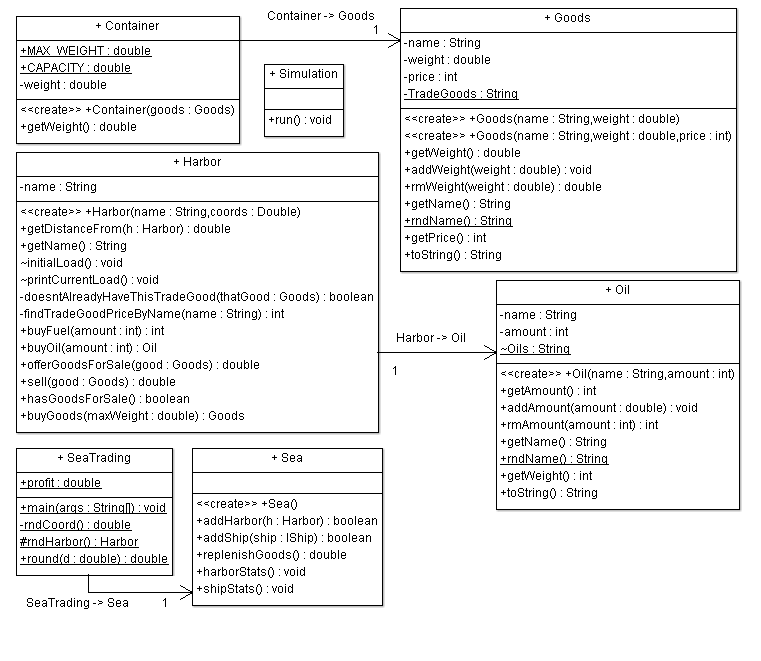 + Container
+MAX_WEIGHT : double
+CAPACITY : double
-weight : double
<<create>> +Container(goods : Goods)
+getWeight() : double
Container -> Goods
1
+ Simulation
+run() : void
+ Goods
-name : String
-weight : double
-price : int
-TradeGoods : String
<<create>> +Goods(name : String,weight : double)
<<create>> +Goods(name : String,weight : double,price : int)
+getWeight() : double
+addWeight(weight : double) : void
+rmWeight(weight : double) : double
+getName() : String
+rndName() : String
+getPrice() : int
+toString() : String
+ Harbor
-name : String
<<create>> +Harbor(name : String,coords : Double)
+getDistanceFrom(h : Harbor) : double
+getName() : String
~initialLoad() : void
~printCurrentLoad() : void
-doesntAlreadyHaveThisTradeGood(thatGood : Goods) : boolean
-findTradeGoodPriceByName(name : String) : int
+buyFuel(amount : int) : int
+buyOil(amount : int) : Oil
+offerGoodsForSale(good : Goods) : double
+sell(good : Goods) : double
+hasGoodsForSale() : boolean
+buyGoods(maxWeight : double) : Goods
Harbor -> Oil
1
+ Oil
-name : String
-amount : int
~Oils : String
<<create>> +Oil(name : String,amount : int)
+getAmount() : int
+addAmount(amount : double) : void
+rmAmount(amount : int) : int
+getName() : String
+rndName() : String
+getWeight() : int
+toString() : String
+ SeaTrading
+profit : double
+main(args : String[]) : void
-rndCoord() : double
#rndHarbor() : Harbor
+round(d : double) : double
SeaTrading -> Sea
1
+ Sea
<<create>> +Sea()
+addHarbor(h : Harbor) : boolean
+addShip(ship : IShip) : boolean
+replenishGoods() : double
+harborStats() : void
+shipStats() : void